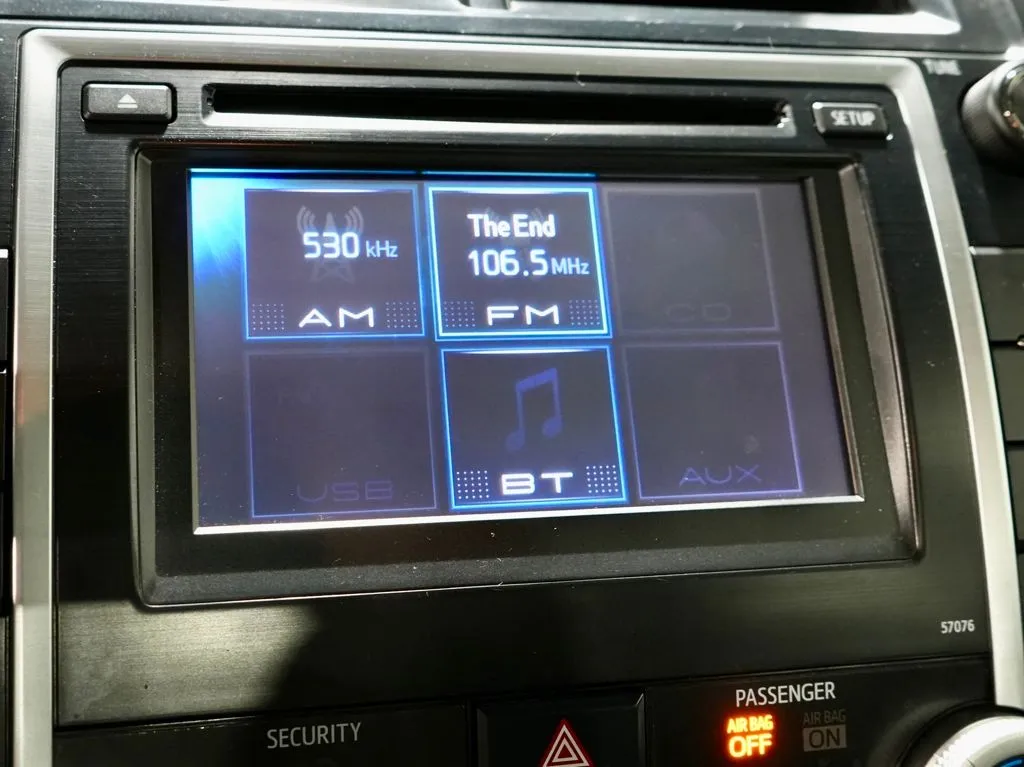 TUNE
SETUP
530 kHz
AM
The End
106.5 MHz
FM
CD
USB
BT
AUX
57076
SECURITY
PASSENGER
AIR BAG
OFF
AIR BAG
ON